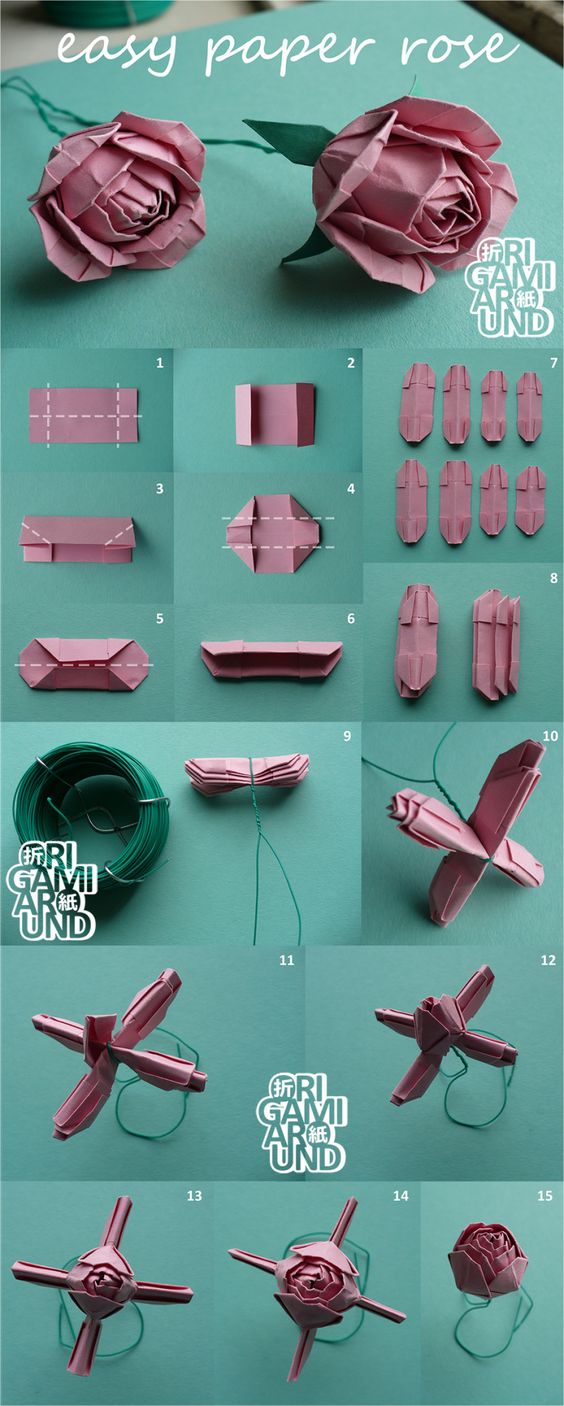 easy paper rose
折RI
GAMI
AR紙
UND
1
2
7
3
4
5
6
8
9
10
折RI
GAMI
AR紙
UND
11
12
折RI
GAMI
AR紙
UND
13
14
15